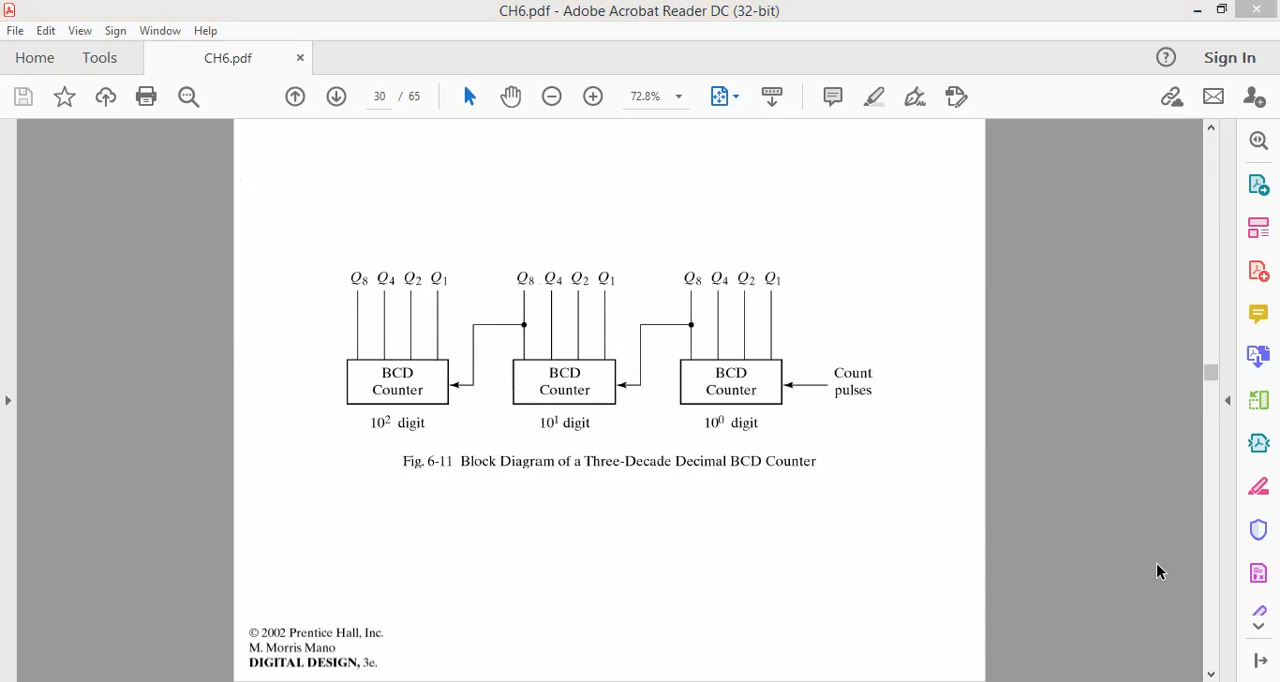 CH6.pdf - Adobe Acrobat Reader DC (32-bit)
File Edit View Sign Window Help
Home Tools CH6.pdf × ? Sign In
30 / 65 72.8%
Q8 Q4 Q2 Q1 Q8 Q4 Q2 Q1 Q8 Q4 Q2 Q1
BCD Counter
BCD Counter
BCD Counter
Count pulses
10² digit 10¹ digit 10⁰ digit
Fig. 6-11 Block Diagram of a Three-Decade Decimal BCD Counter
© 2002 Prentice Hall, Inc.
M. Morris Mano
DIGITAL DESIGN, 3e.